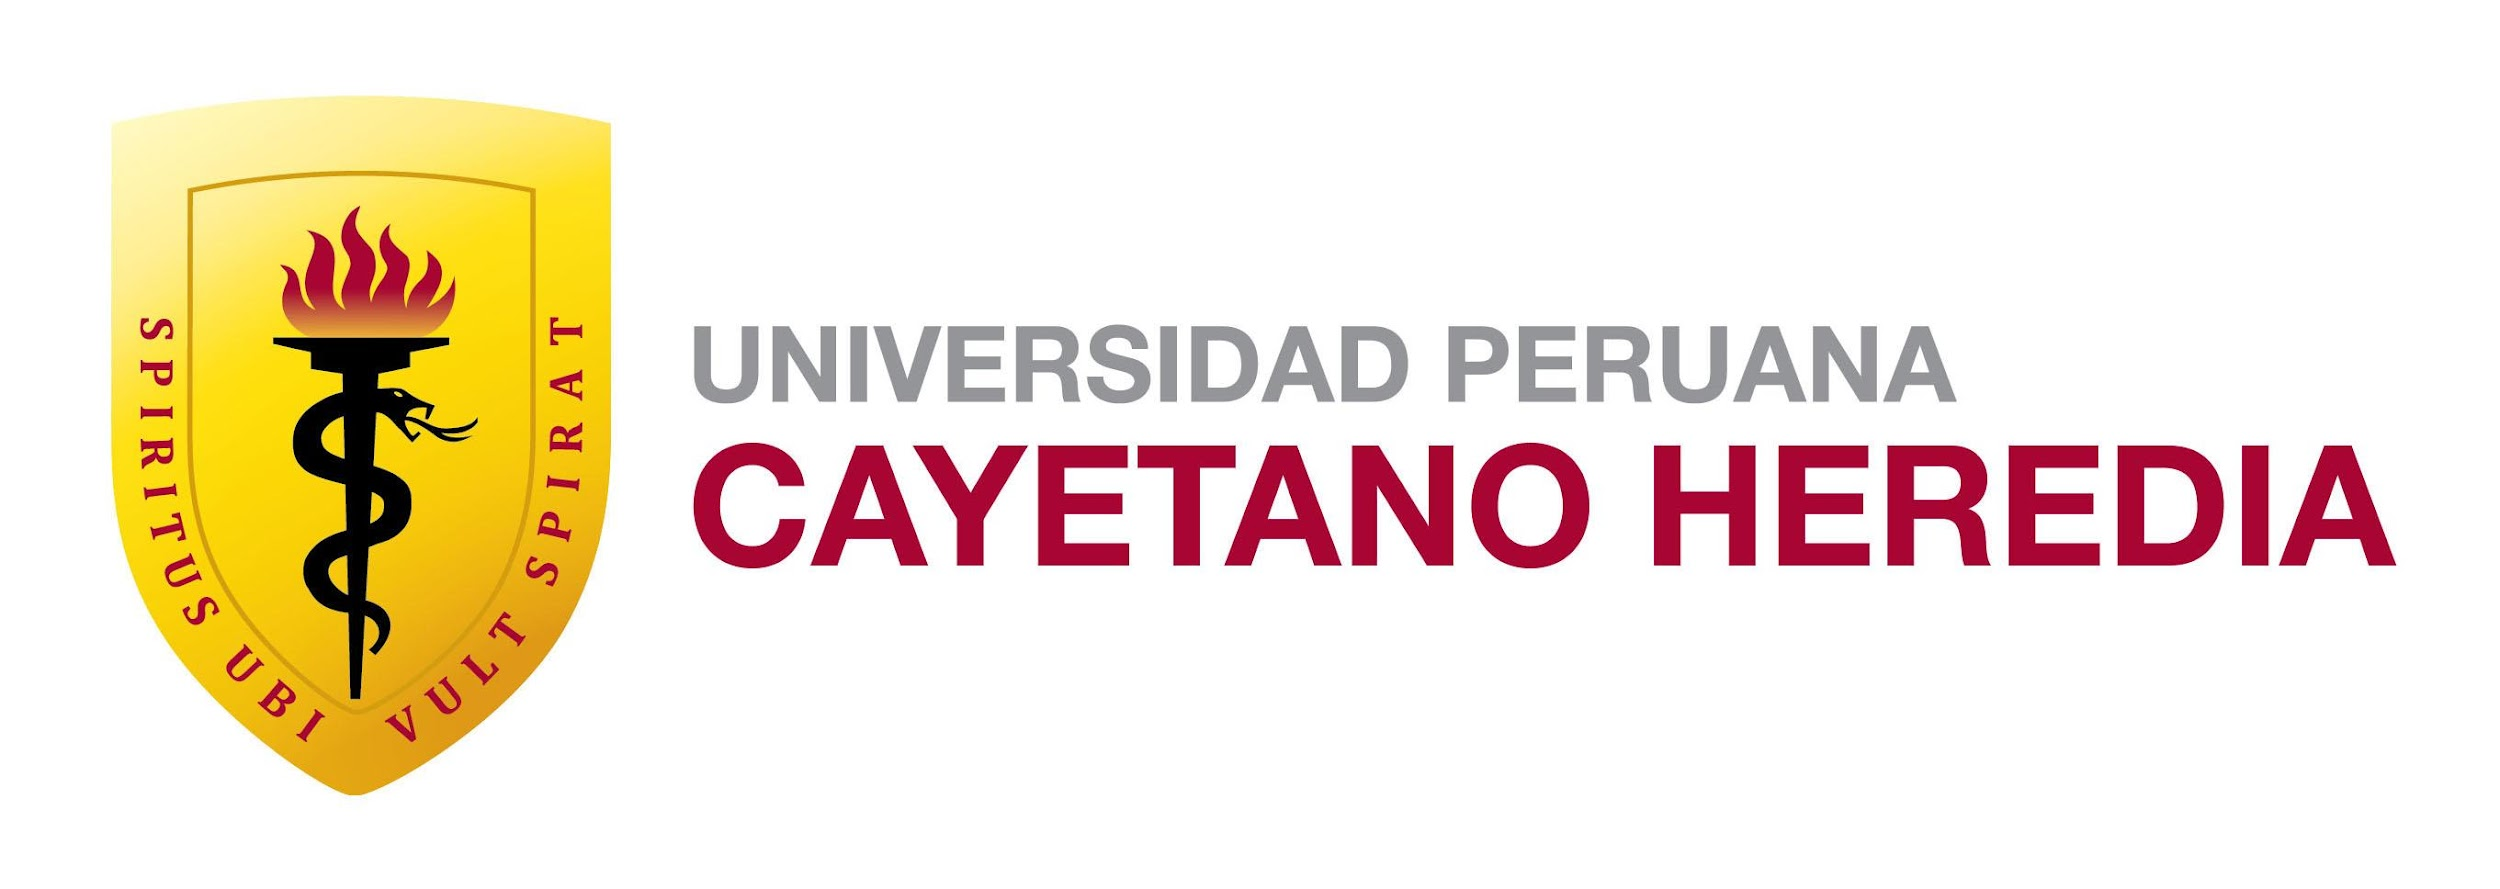 SPIRITUS UBI VULT SPIRAT
UNIVERSIDAD PERUANA
CAYETANO HEREDIA